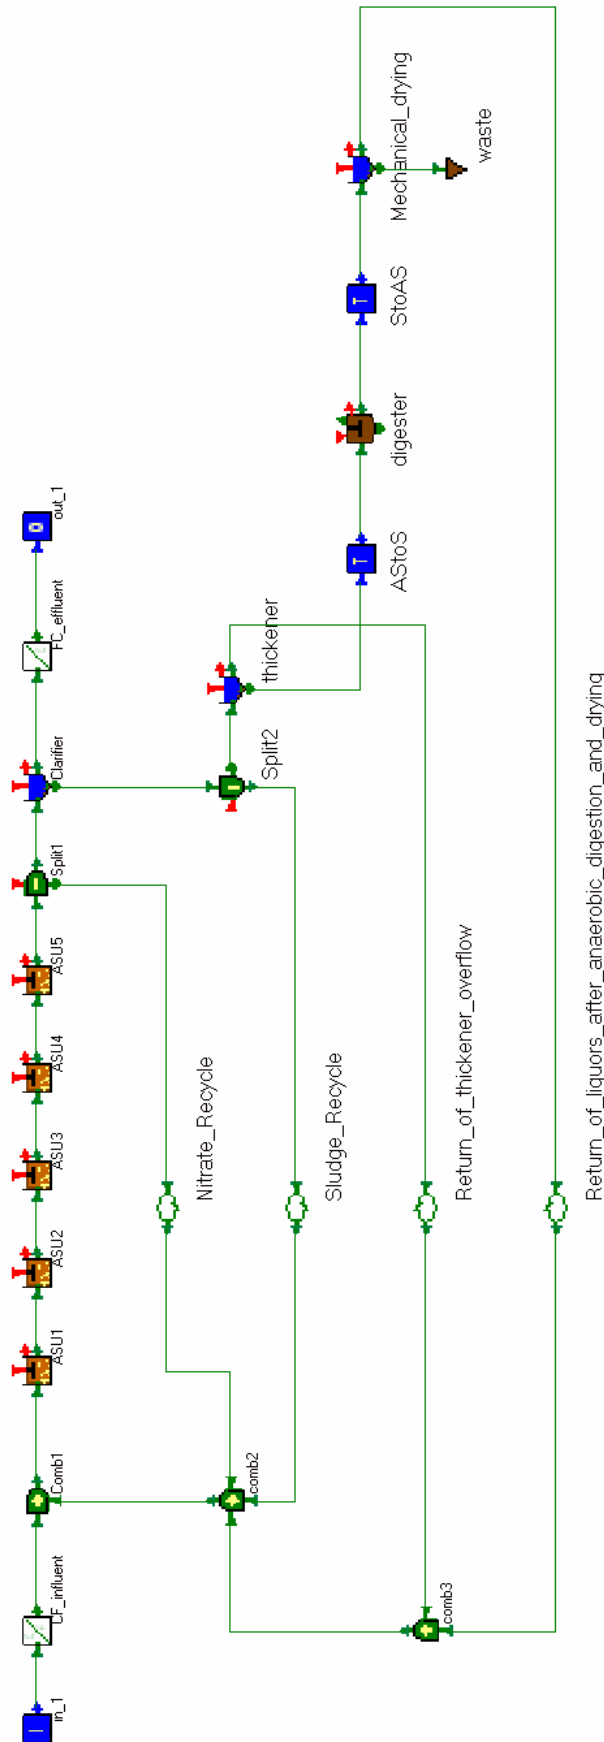 in_1
CF_influent
Comb1
ASU1
ASU2
ASU3
ASU4
ASU5
Split1
Clarifier
FC_effluent
out_1
Nitrate_Recycle
comb2
Sludge_Recycle
Split2
thickener
comb3
Return_of_thickener_overflow
AStoS
digester
StoAS
Mechanical_drying
waste
Return_of_liquors_after_anaerobic_digestion_and_drying